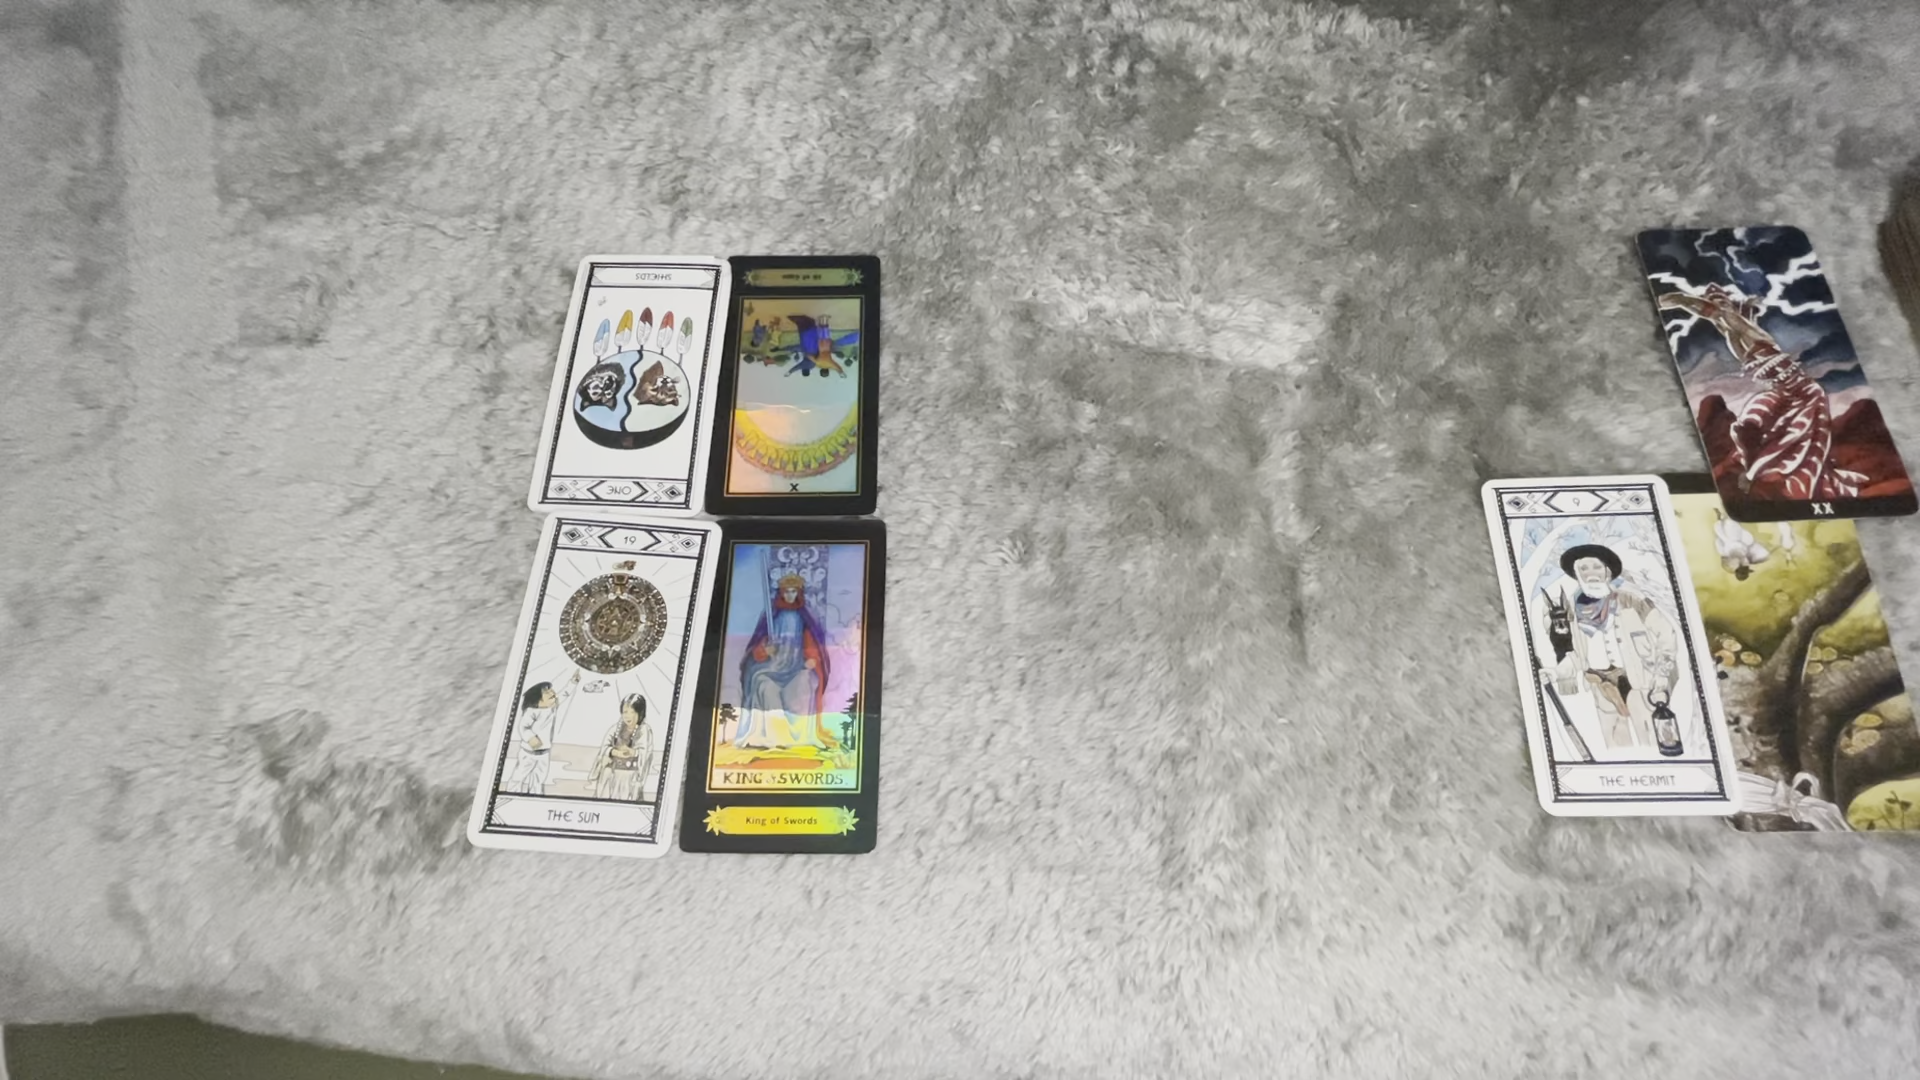 SHIELDS
ONE
X
19
THE SUN
KING of SWORDS.
King of Swords
XX
9
THE HERMIT